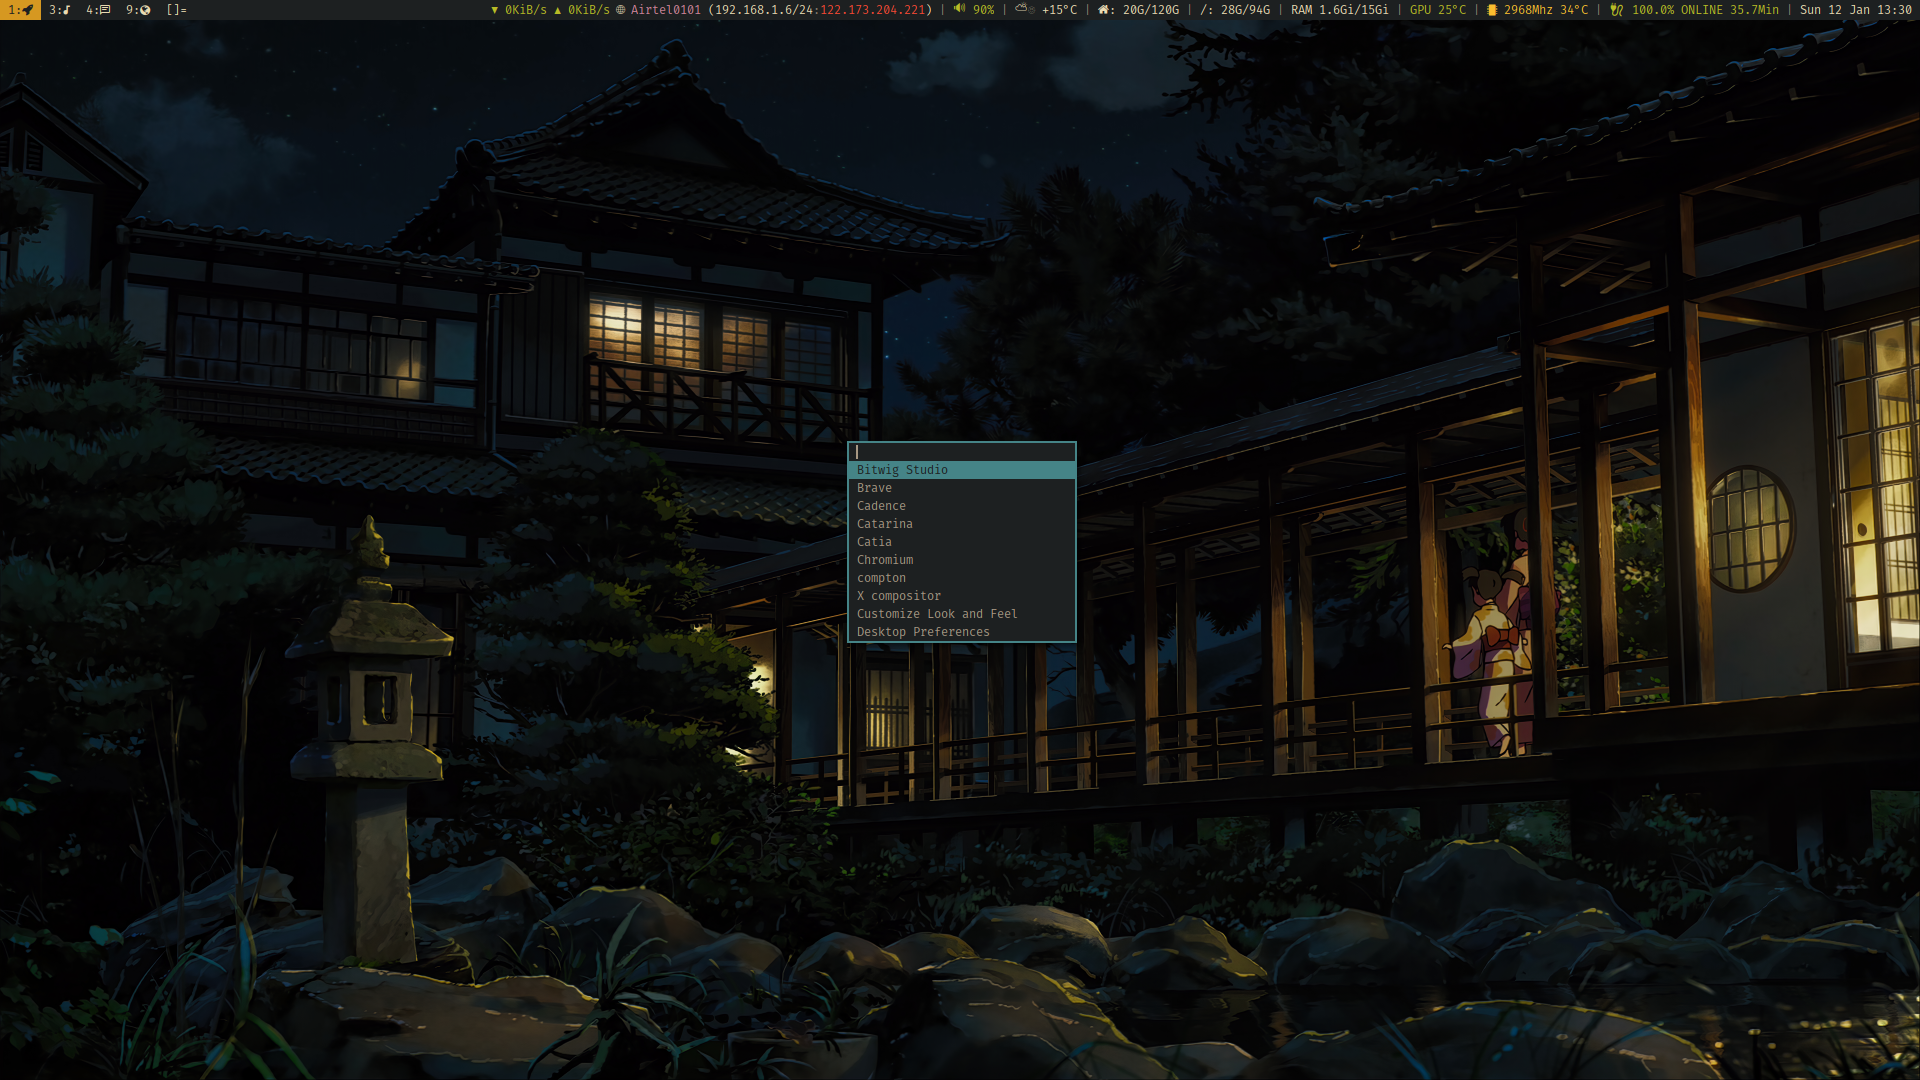 1: 3: 4: 9: []= ▼ 0KiB/s ▲ 0KiB/s Airtel0101 (192.168.1.6/24:122.173.204.221) | 90% | +15°C | : 20G/120G | /: 28G/94G | RAM 1.6Gi/15Gi | GPU 25°C | 2968Mhz 34°C | 100.0% ONLINE 35.7Min | Sun 12 Jan 13:30
Bitwig Studio
Brave
Cadence
Catarina
Catia
Chromium
compton
X compositor
Customize Look and Feel
Desktop Preferences